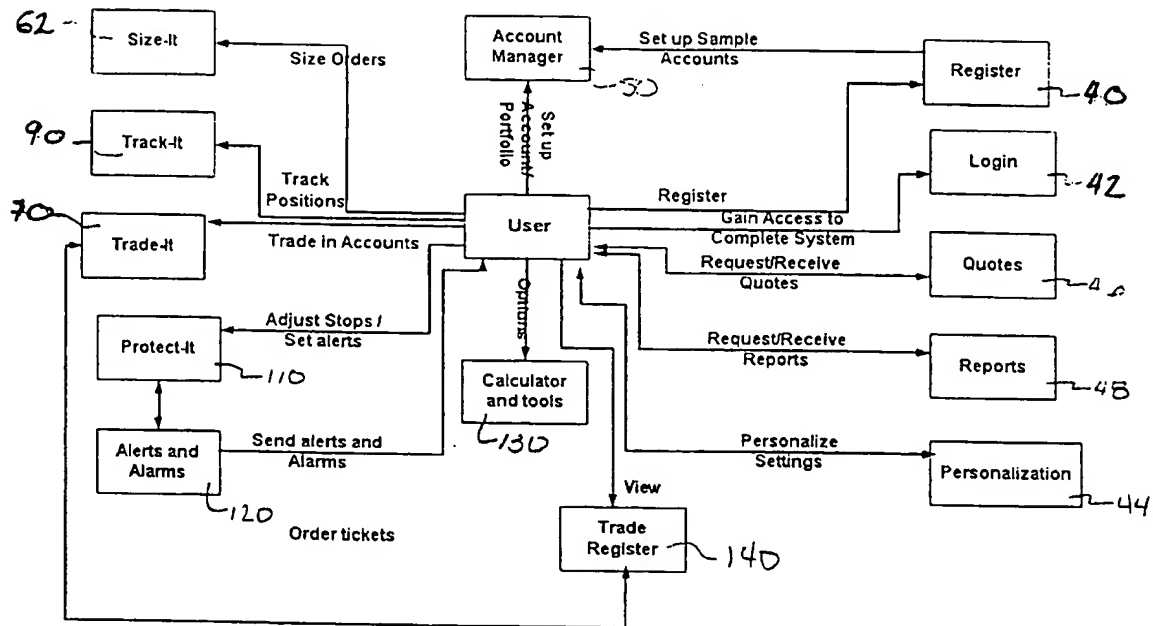 62
Size-It
Size Orders
Account
Manager
50
Set up Sample
Accounts
Register
40
90
Track-It
Track
Positions
Set up
Account/
Portfolio
Login
42
70
Trade-It
Trade in Accounts
User
Register
Gain Access to
Complete System
Request/Receive
Quotes
Quotes
Adjust Stops /
Set alerts
Protect-It
110
Options
Calculator
and tools
130
Request/Receive
Reports
Reports
48
Alerts and
Alarms
120
Send alerts and
Alarms
Personalize
Settings
Personalization
44
View
Order tickets
Trade
Register
140